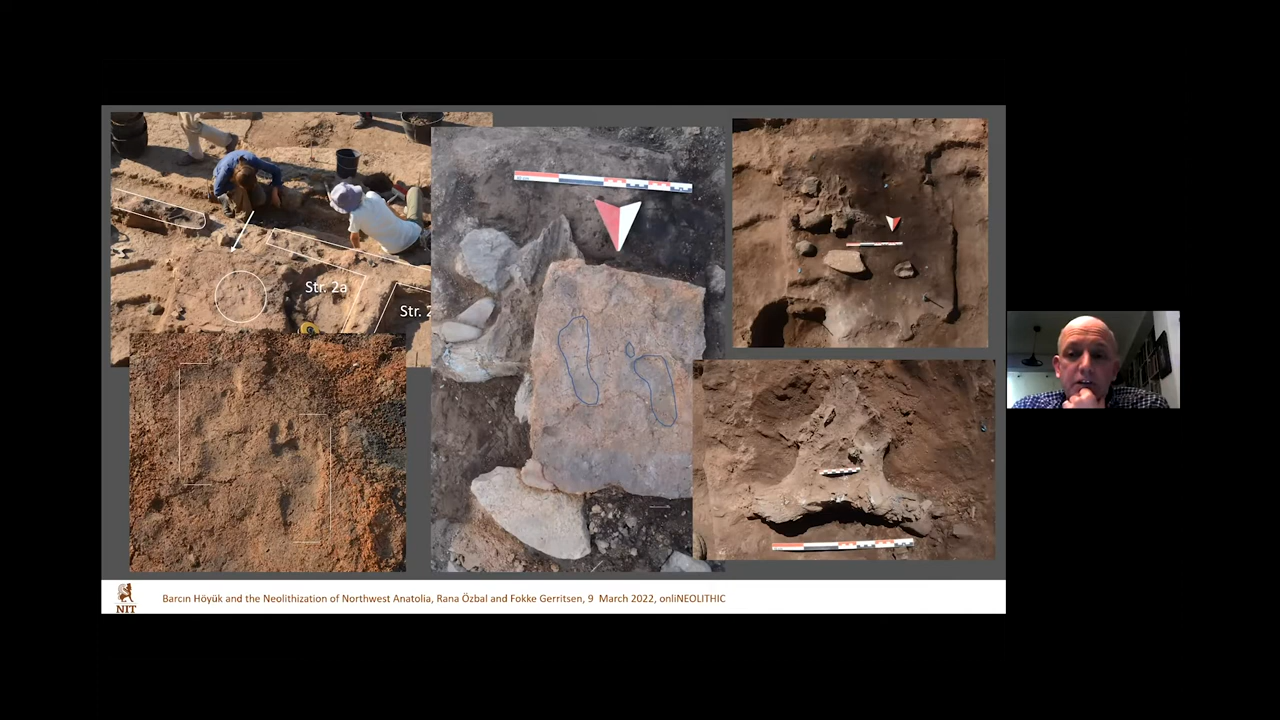 Str. 2a
Str. 2
NIT
Barcın Höyük and the Neolithization of Northwest Anatolia, Rana Özbal and Fokke Gerritsen, 9 March 2022, onliNEOLITHIC